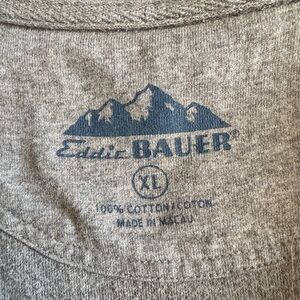 Eddie BAUER®
XL
100% COTTON/COTON
MADE IN MACAU